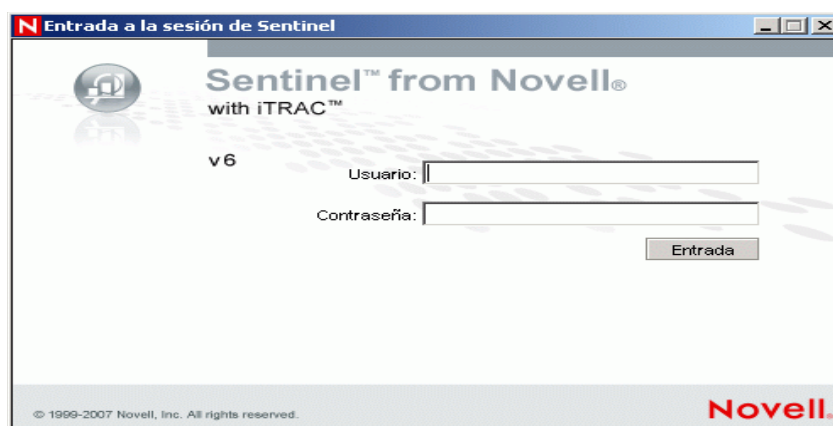 N Entrada a la sesión de Sentinel
Sentinel™ from Novell®
with iTRAC™
v6
Usuario:
Contraseña:
Entrada
© 1999-2007 Novell, Inc. All rights reserved.
Novell®